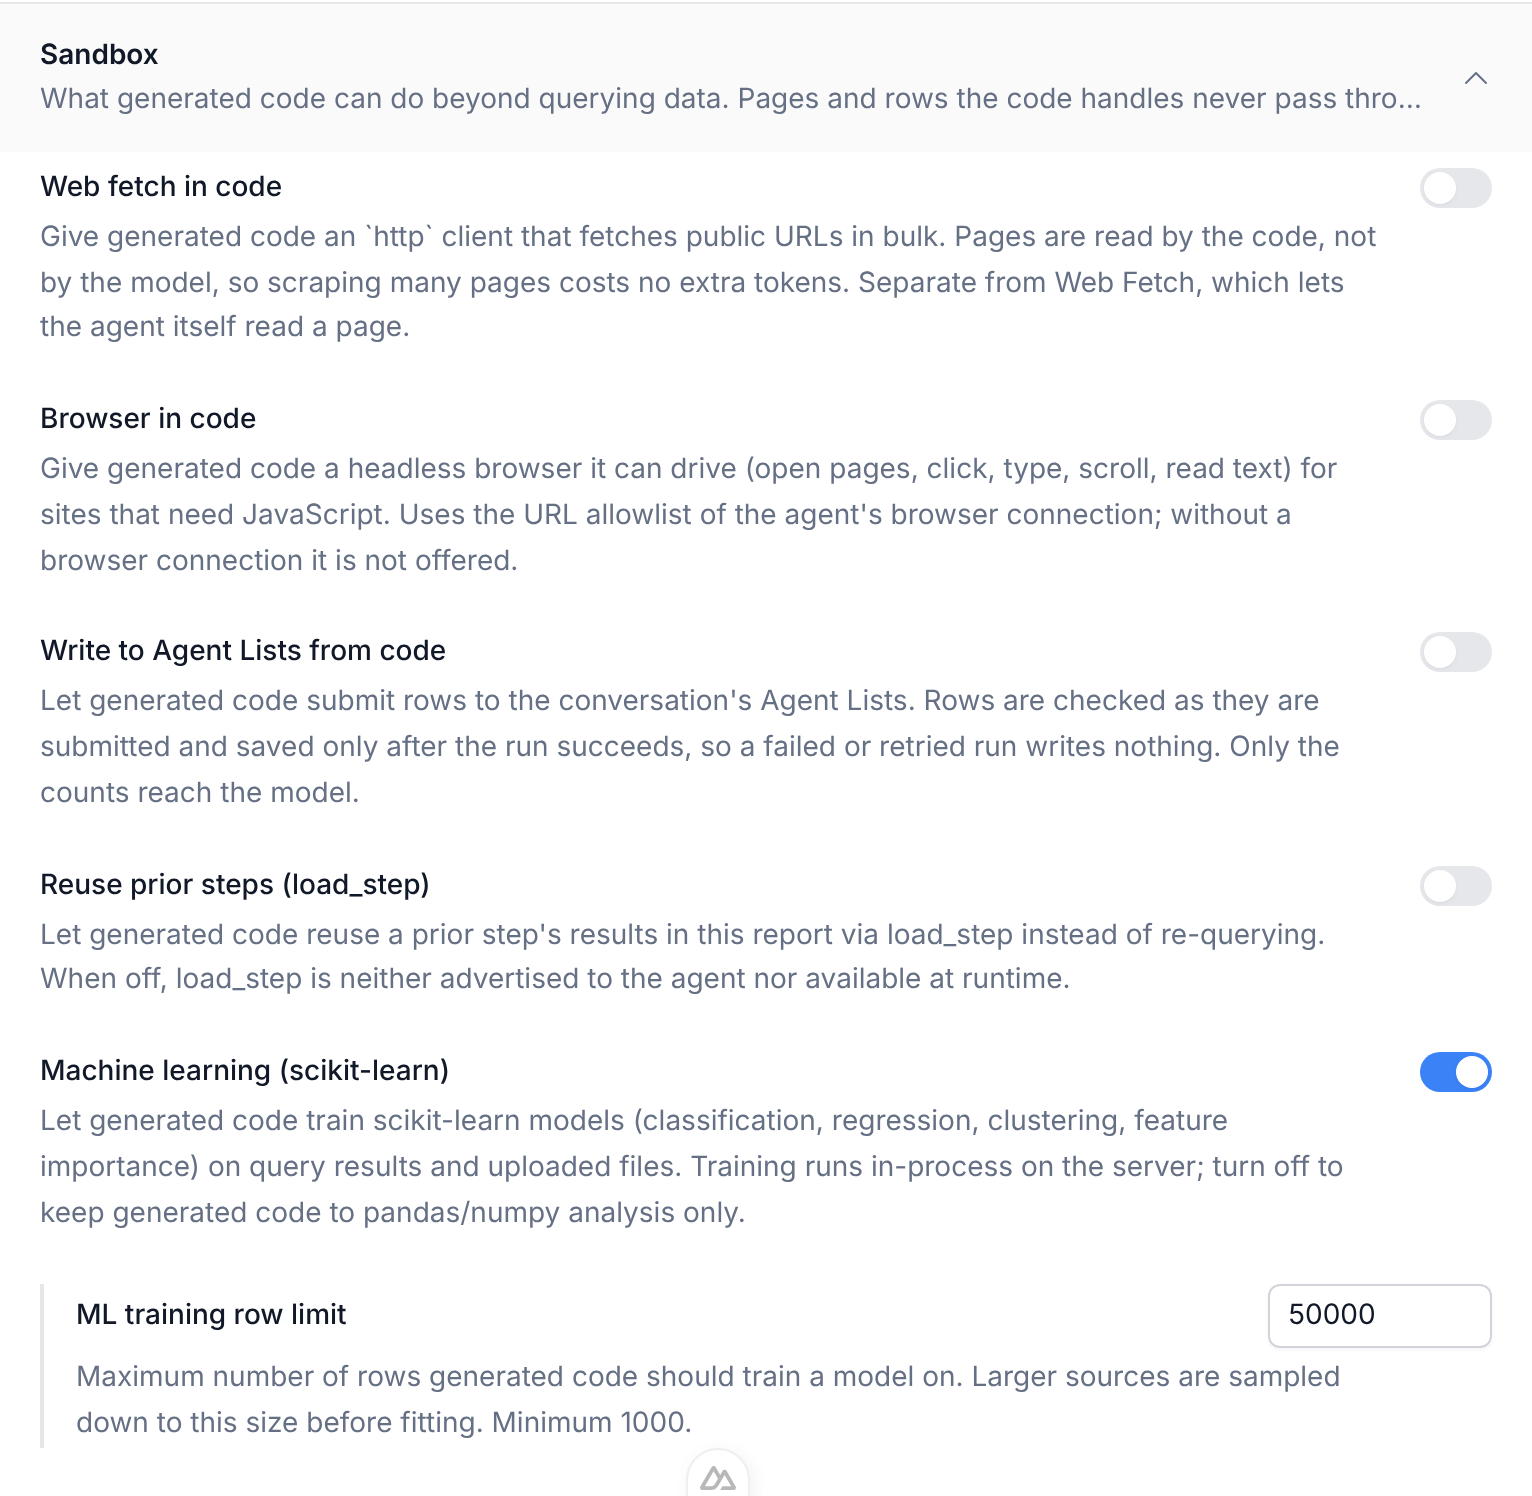 Sandbox
What generated code can do beyond querying data. Pages and rows the code handles never pass thro...
Web fetch in code
Give generated code an `http` client that fetches public URLs in bulk. Pages are read by the code, not
by the model, so scraping many pages costs no extra tokens. Separate from Web Fetch, which lets
the agent itself read a page.
Browser in code
Give generated code a headless browser it can drive (open pages, click, type, scroll, read text) for
sites that need JavaScript. Uses the URL allowlist of the agent's browser connection; without a
browser connection it is not offered.
Write to Agent Lists from code
Let generated code submit rows to the conversation's Agent Lists. Rows are checked as they are
submitted and saved only after the run succeeds, so a failed or retried run writes nothing. Only the
counts reach the model.
Reuse prior steps (load_step)
Let generated code reuse a prior step's results in this report via load_step instead of re-querying.
When off, load_step is neither advertised to the agent nor available at runtime.
Machine learning (scikit-learn)
Let generated code train scikit-learn models (classification, regression, clustering, feature
importance) on query results and uploaded files. Training runs in-process on the server; turn off to
keep generated code to pandas/numpy analysis only.
ML training row limit
50000
Maximum number of rows generated code should train a model on. Larger sources are sampled
down to this size before fitting. Minimum 1000.